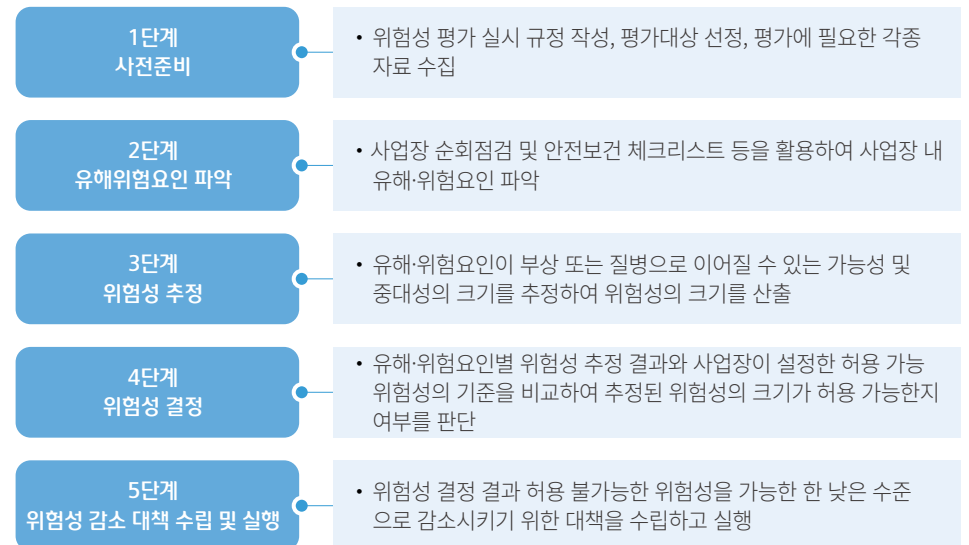 1단계
사전준비
• 위험성 평가 실시 규정 작성, 평가대상 선정, 평가에 필요한 각종
자료 수집
2단계
유해위험요인 파악
• 사업장 순회점검 및 안전보건 체크리스트 등을 활용하여 사업장 내
유해·위험요인 파악
3단계
위험성 추정
• 유해·위험요인이 부상 또는 질병으로 이어질 수 있는 가능성 및
중대성의 크기를 추정하여 위험성의 크기를 산출
4단계
위험성 결정
• 유해·위험요인별 위험성 추정 결과와 사업장이 설정한 허용 가능
위험성의 기준을 비교하여 추정된 위험성의 크기가 허용 가능한지
여부를 판단
5단계
위험성 감소 대책 수립 및 실행
• 위험성 결정 결과 허용 불가능한 위험성을 가능한 한 낮은 수준
으로 감소시키기 위한 대책을 수립하고 실행